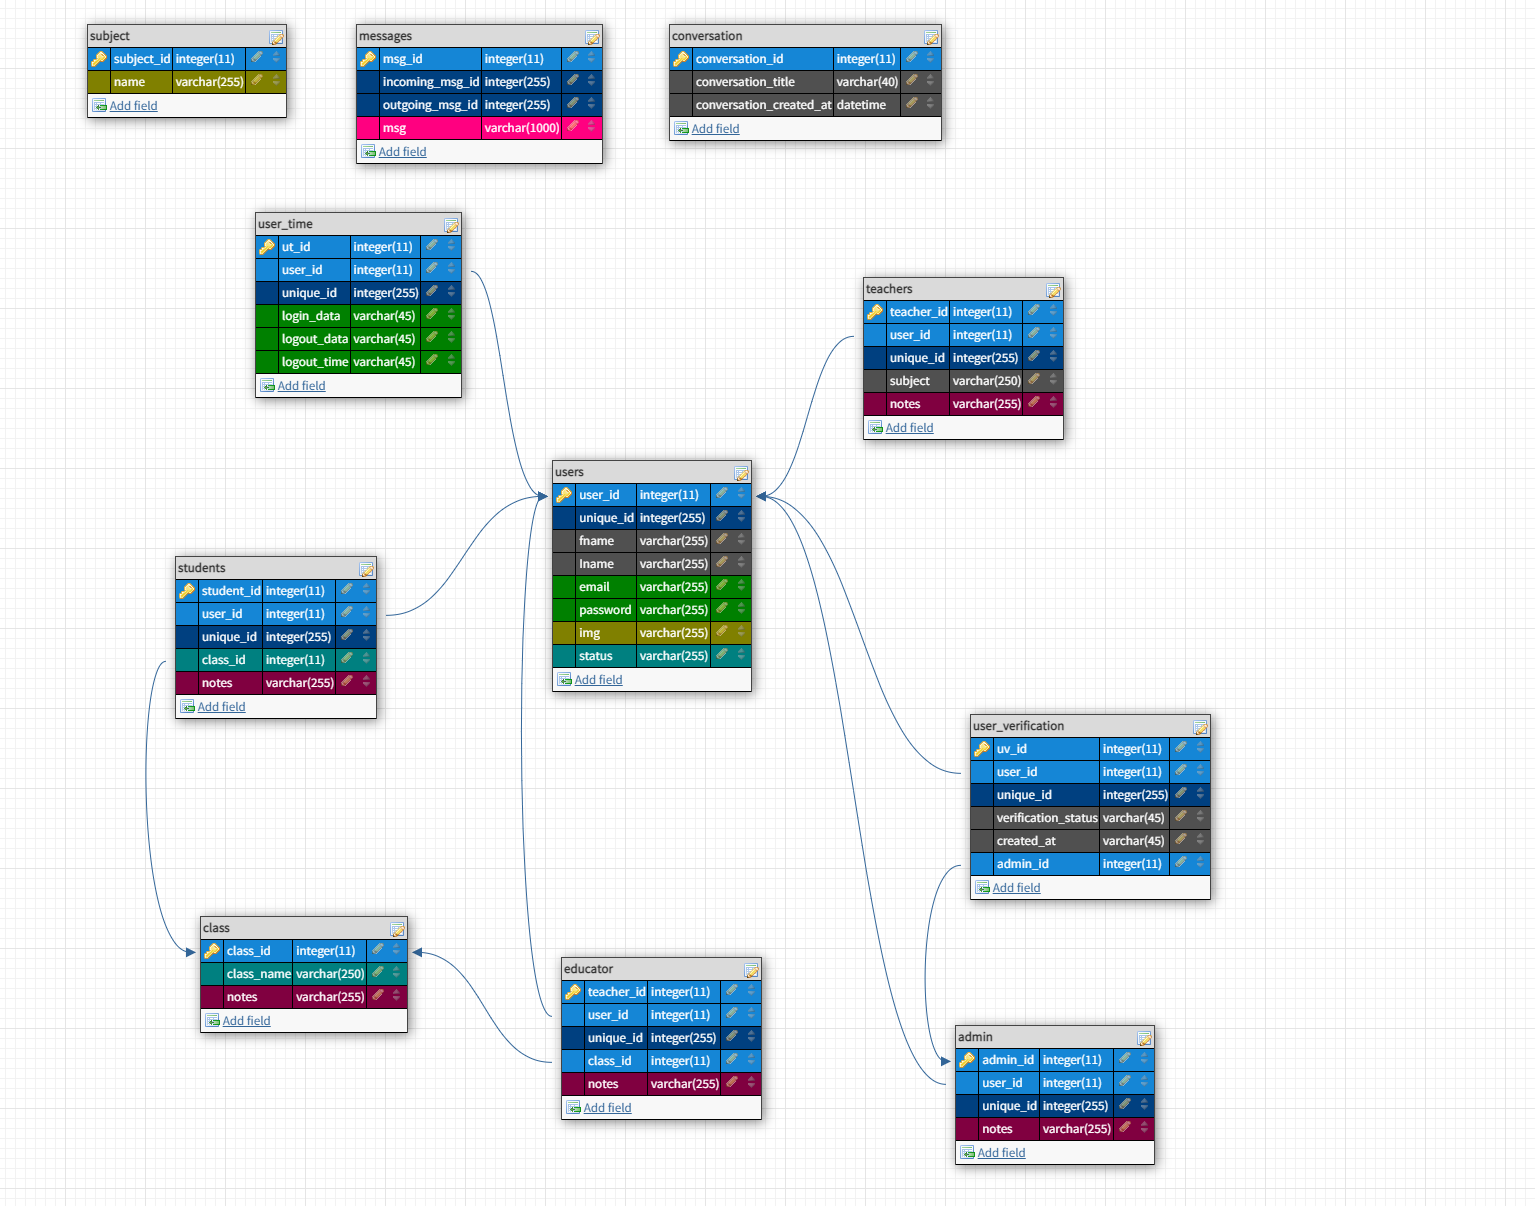 subject
subject_id integer(11)
name varchar(255)
Add field
messages
msg_id integer(11)
incoming_msg_id integer(255)
outgoing_msg_id integer(255)
msg varchar(1000)
Add field
conversation
conversation_id integer(11)
conversation_title varchar(40)
conversation_created_at datetime
Add field
user_time
ut_id integer(11)
user_id integer(11)
unique_id integer(255)
login_data varchar(45)
logout_data varchar(45)
logout_time varchar(45)
Add field
teachers
teacher_id integer(11)
user_id integer(11)
unique_id integer(255)
subject varchar(250)
notes varchar(255)
Add field
users
user_id integer(11)
unique_id integer(255)
fname varchar(255)
lname varchar(255)
email varchar(255)
password varchar(255)
img varchar(255)
status varchar(255)
Add field
students
student_id integer(11)
user_id integer(11)
unique_id integer(255)
class_id integer(11)
notes varchar(255)
Add field
user_verification
uv_id integer(11)
user_id integer(11)
unique_id integer(255)
verification_status varchar(45)
created_at varchar(45)
admin_id integer(11)
Add field
class
class_id integer(11)
class_name varchar(250)
notes varchar(255)
Add field
educator
teacher_id integer(11)
user_id integer(11)
unique_id integer(255)
class_id integer(11)
notes varchar(255)
Add field
admin
admin_id integer(11)
user_id integer(11)
unique_id integer(255)
notes varchar(255)
Add field